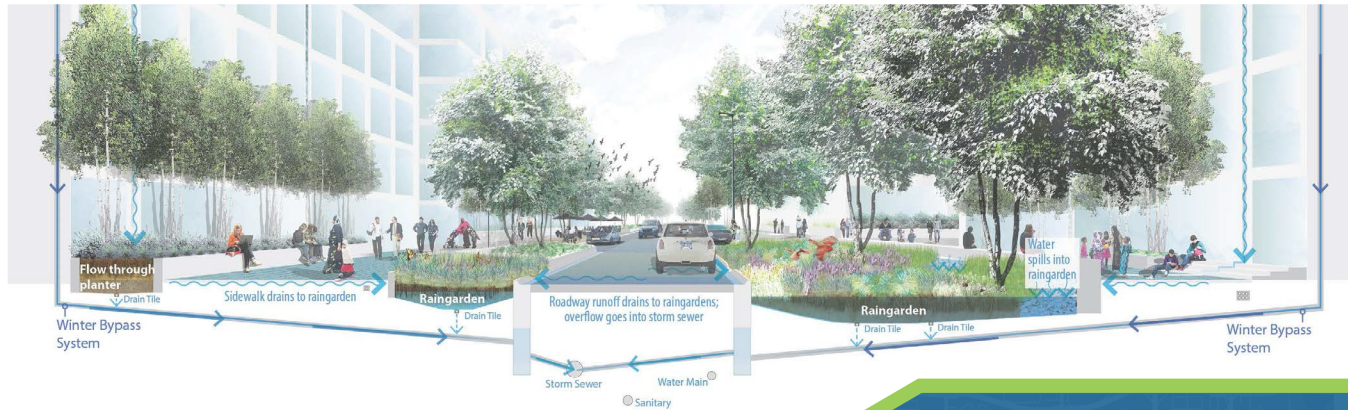 Flow through
planter
Drain Tile
Winter Bypass
System
Sidewalk drains to raingarden
Raingarden
Drain Tile
Roadway runoff drains to raingardens;
overflow goes into storm sewer
Storm Sewer
Water Main
Sanitary
Water
spills into
raingarden
Raingarden
Drain Tile
Drain Tile
Winter Bypass
System